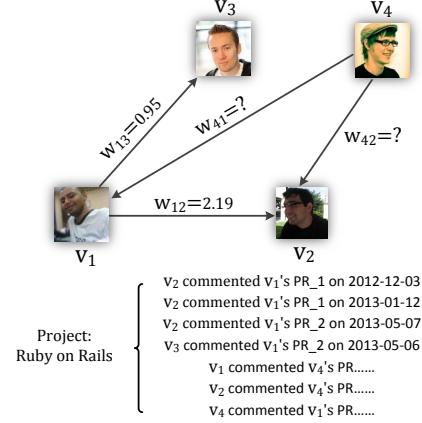 v3
v4
w13=0.95
w41=?
w42=?
w12=2.19
v1
v2
v2 commented v1's PR_1 on 2012-12-03
v2 commented v1's PR_1 on 2013-01-12
v2 commented v1's PR_2 on 2013-05-07
Project:
Ruby on Rails
v3 commented v1's PR_2 on 2013-05-06
v1 commented v4's PR……
v2 commented v4's PR……
v4 commented v1's PR……